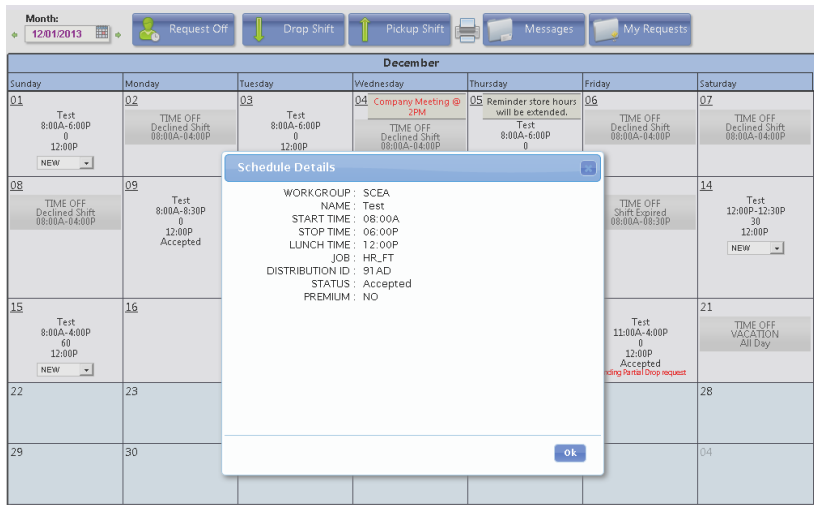 Month:
12/01/2013
Request Off
Drop Shift
Pickup Shift
Messages
My Requests
December
Sunday
Monday
Tuesday
Wednesday
Thursday
Friday
Saturday
01
Test
8:00A-6:00P
0
12:00P
NEW
02
TIME OFF
Declined Shift
08:00A-04:00P
03
Test
8:00A-6:00P
0
12:00P
04
Company Meeting @
2PM
TIME OFF
Declined Shift
08:00A-04:00P
05
Reminder store hours
will be extended.
Test
8:00A-6:00P
0
06
TIME OFF
Declined Shift
08:00A-04:00P
07
TIME OFF
Declined Shift
08:00A-04:00P
Schedule Details
WORKGROUP : SCEA
NAME : Test
START TIME : 08:00A
STOP TIME : 06:00P
LUNCH TIME : 12:00P
JOB : HR_FT
DISTRIBUTION ID : 91AD
STATUS : Accepted
PREMIUM : NO
Ok
08
TIME OFF
Declined Shift
08:00A-04:00P
09
Test
8:00A-8:30P
0
12:00P
Accepted
TIME OFF
Shift Expired
08:00A-08:30P
14
Test
12:00P-12:30P
30
12:00P
NEW
15
Test
8:00A-4:00P
60
12:00P
NEW
16
Test
11:00A-4:00P
0
12:00P
Accepted
Partial Drop request
21
TIME OFF
VACATION
All Day
22
23
28
29
30
04